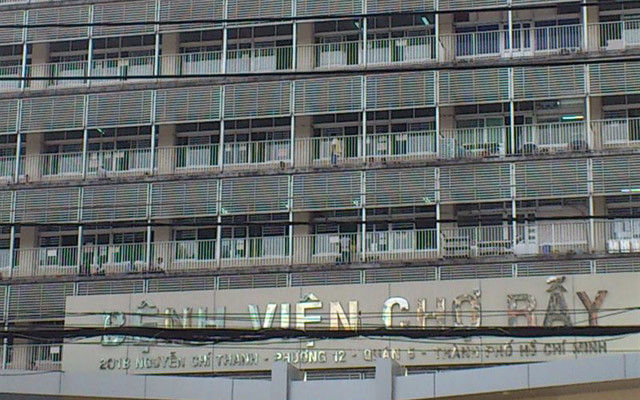 BỆNH VIỆN CHỢ RẪY
201B NGUYỄN CHÍ THANH - PHƯỜNG 12 - QUẬN 5 - THÀNH PHỐ HỒ CHÍ MINH